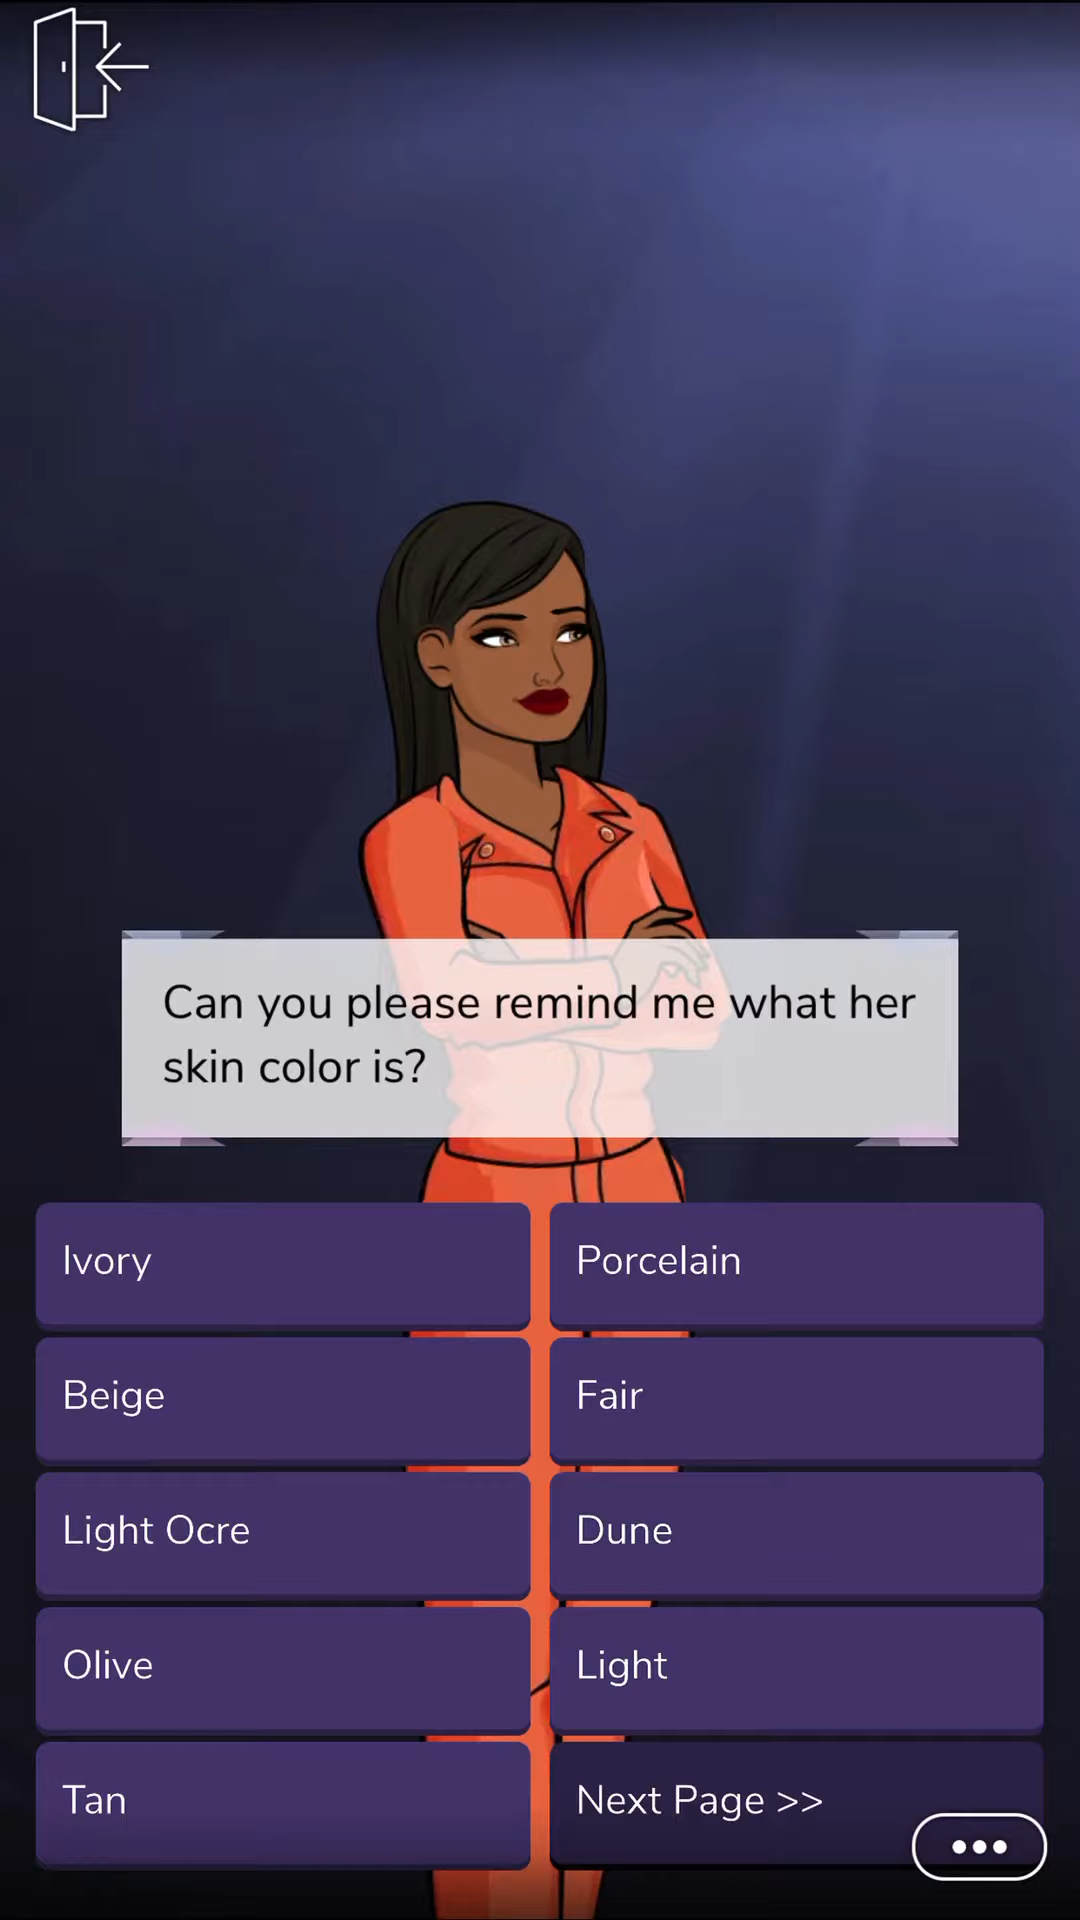 Can you please remind me what her
skin color is?
Ivory
Porcelain
Beige
Fair
Light Ocre
Dune
Olive
Light
Tan
Next Page >>